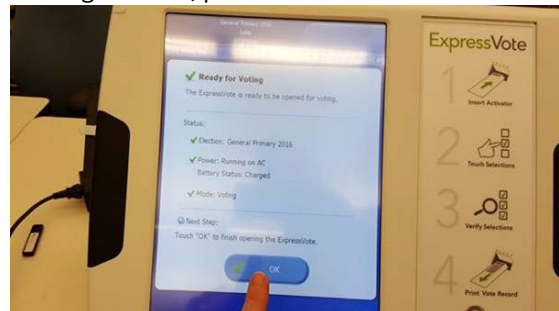 General Primary 2016
Ready for Voting
The ExpressVote is ready to be opened for voting.
Status:
Election: General Primary 2016
Power: Running on AC
Battery Status: Charged
Mode: Voting
Next Step:
Touch "OK" to finish opening the ExpressVote.
OK
ExpressVote
1
Insert Activator
2
Touch Selections
3
Verify Selections
4
Print Vote Record